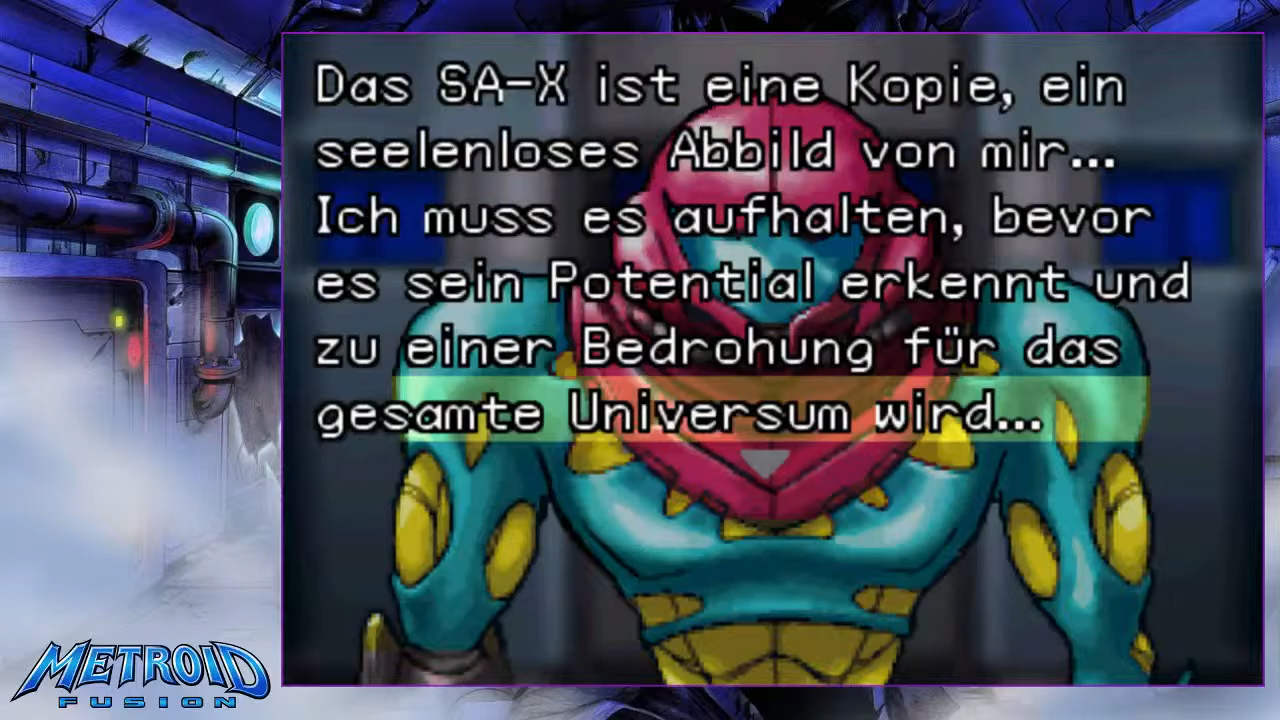 Das SA-X ist eine Kopie, ein
seelenloses Abbild von mir...
Ich muss es aufhalten, bevor
es sein Potential erkennt und
zu einer Bedrohung für das
gesamte Universum wird...
METROID
FUSION